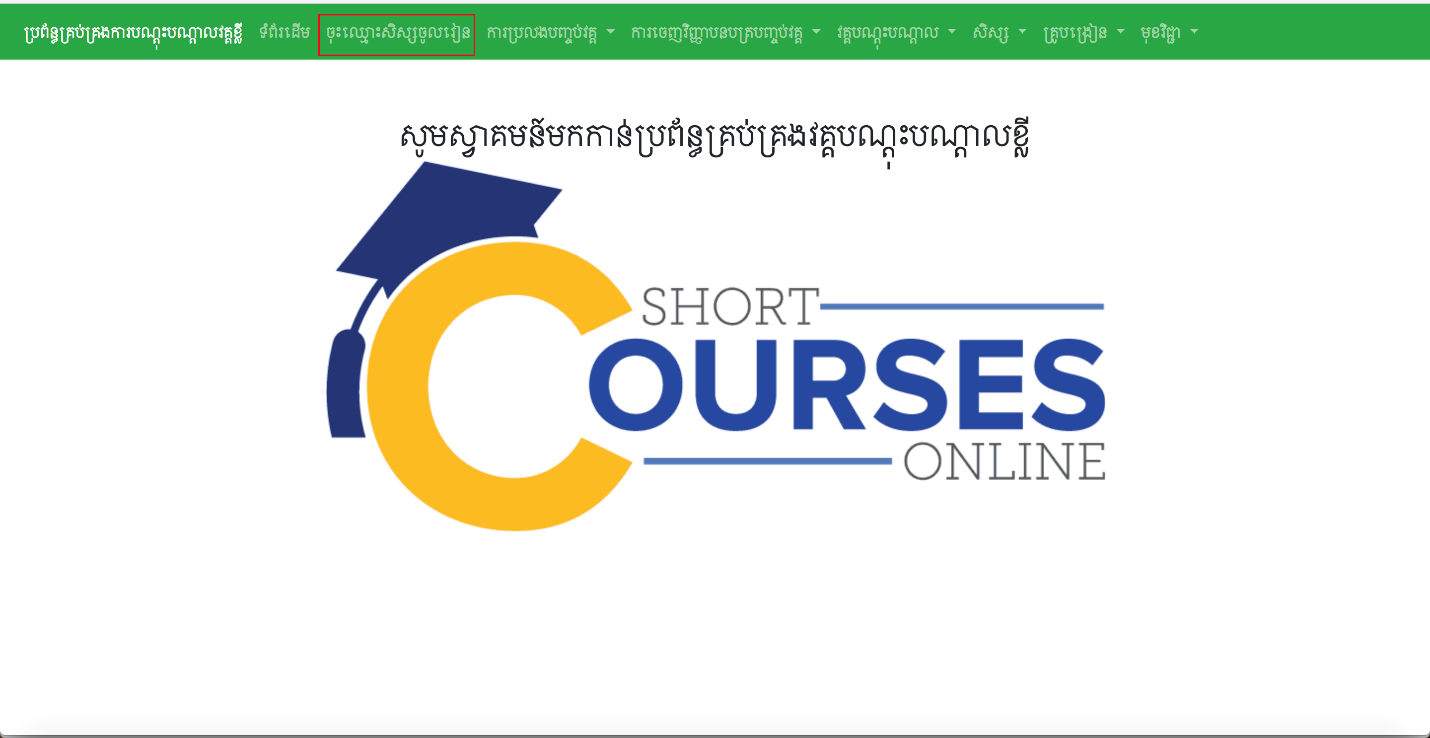 ប្រព័ន្ធគ្រប់គ្រងការបណ្តុះបណ្តាលវគ្គខ្លី ទំព័រដើម ចុះឈ្មោះសិស្សចូលរៀន ការប្រលងបញ្ចប់វគ្គ ការចេញវិញ្ញាបនបត្របញ្ចប់វគ្គ វគ្គបណ្តុះបណ្តាល សិស្ស គ្រូបង្រៀន មុខវិជ្ជា
សូមស្វាគមន៍មកកាន់ប្រព័ន្ធគ្រប់គ្រងវគ្គបណ្តុះបណ្តាលខ្លី
SHORT
COURSES
ONLINE